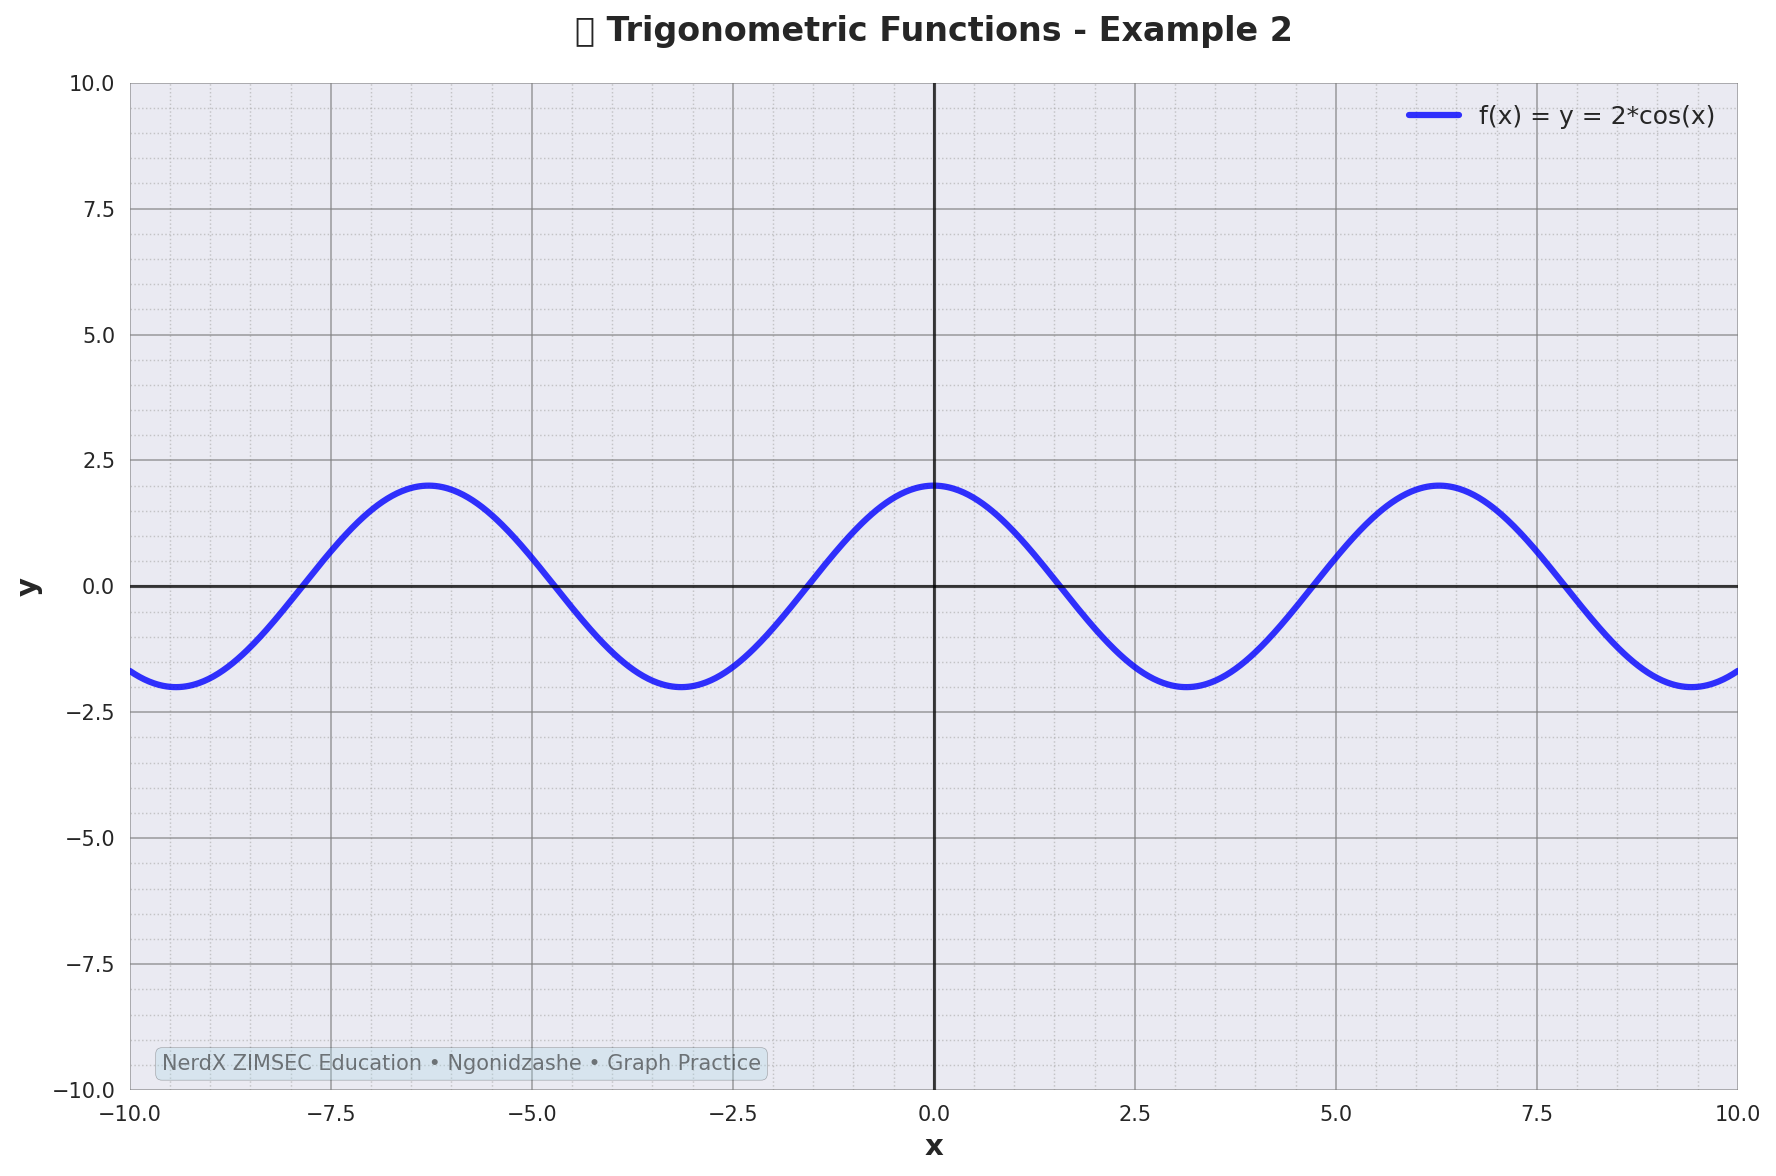 Trigonometric Functions - Example 2
10.0
7.5
5.0
2.5
0.0
−2.5
−5.0
−7.5
−10.0
y
f(x) = y = 2*cos(x)
NerdX ZIMSEC Education • Ngonidzashe • Graph Practice
−10.0 −7.5 −5.0 −2.5 0.0 2.5 5.0 7.5 10.0
x